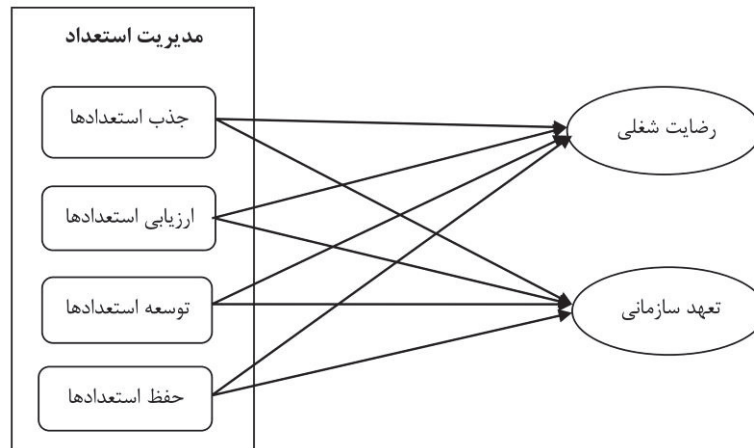 مدیریت استعداد
جذب استعدادها
ارزیابی استعدادها
توسعه استعدادها
حفظ استعدادها
رضایت شغلی
تعهد سازمانی